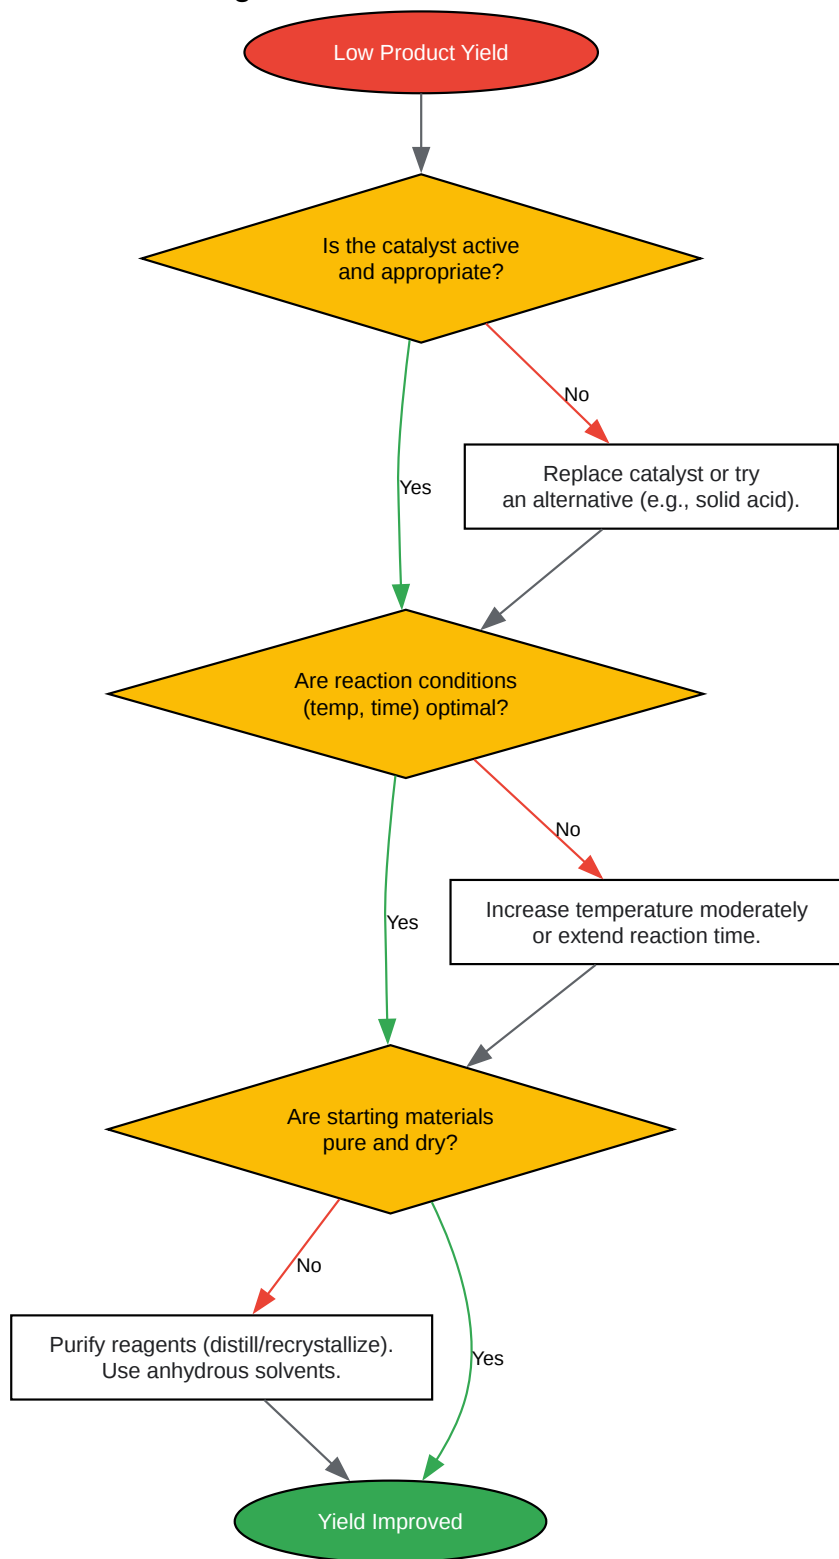 Low Product Yield
Is the catalyst active
and appropriate?
No
Replace catalyst or try
an alternative (e.g., solid acid).
Yes
Are reaction conditions
(temp, time) optimal?
No
Increase temperature moderately
or extend reaction time.
Yes
Are starting materials
pure and dry?
No
Purify reagents (distill/recrystallize).
Use anhydrous solvents.
Yes
Yield Improved